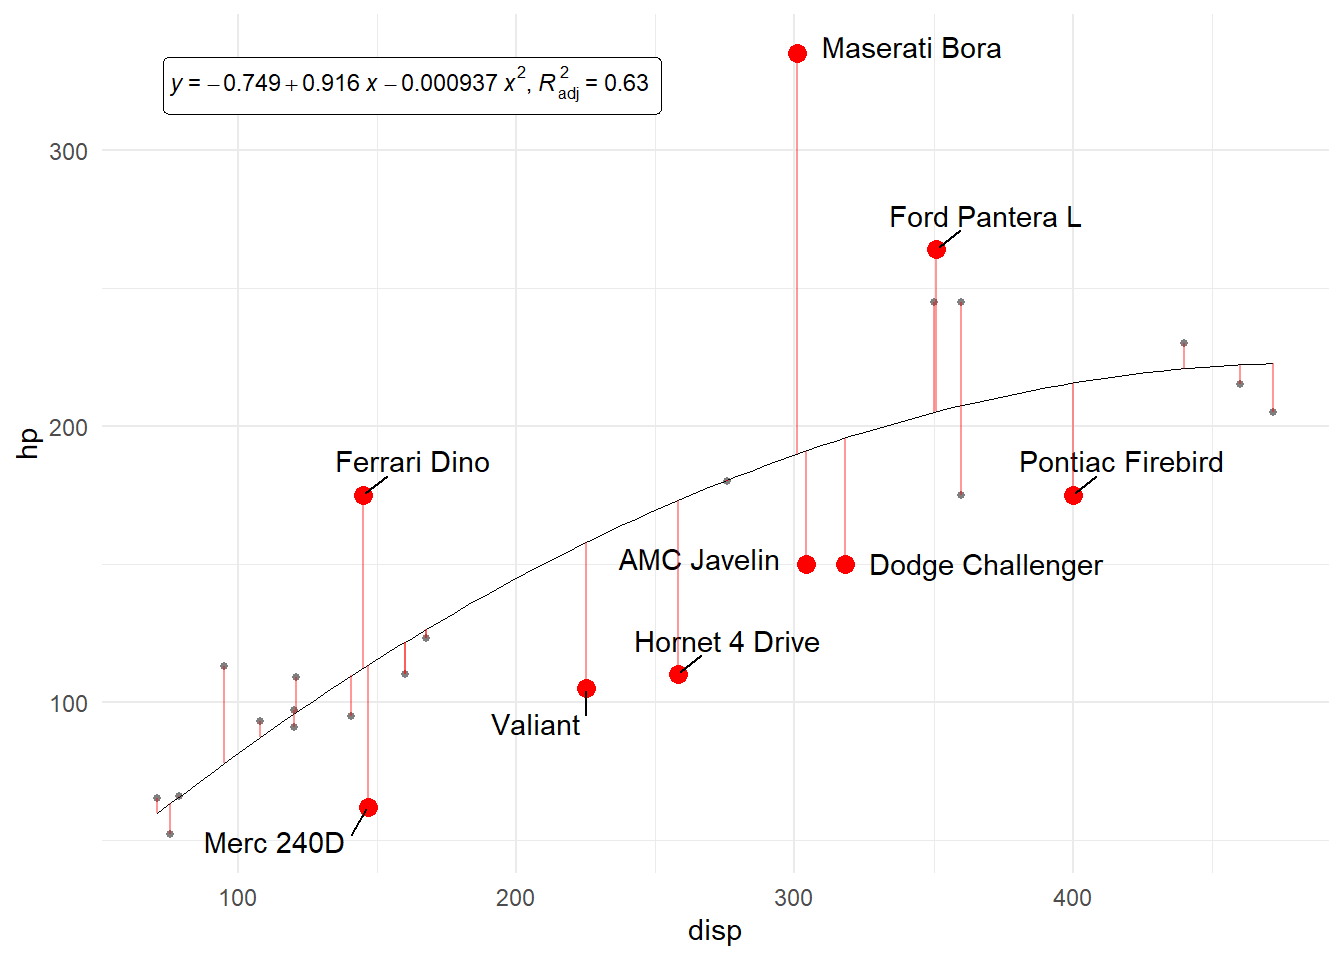 Maserati Bora
y = −0.749 + 0.916 x − 0.000937 x², R²adj = 0.63
300
Ford Pantera L
200
hp
Ferrari Dino
Pontiac Firebird
AMC Javelin
Dodge Challenger
Hornet 4 Drive
100
Valiant
Merc 240D
100 200 300 400
disp